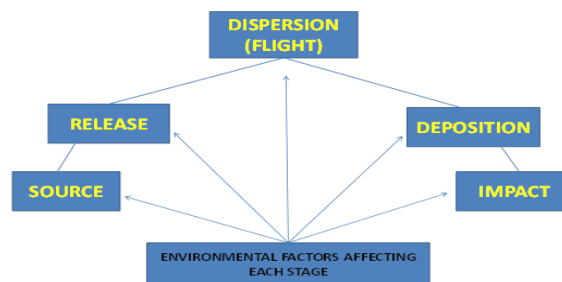 DISPERSION
(FLIGHT)
RELEASE
DEPOSITION
SOURCE
IMPACT
ENVIRONMENTAL FACTORS AFFECTING
EACH STAGE